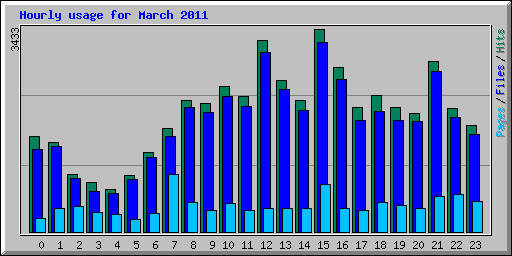 Hourly usage for March 2011
3433
Pages/Files/Hits
0 1 2 3 4 5 6 7 8 9 10 11 12 13 14 15 16 17 18 19 20 21 22 23